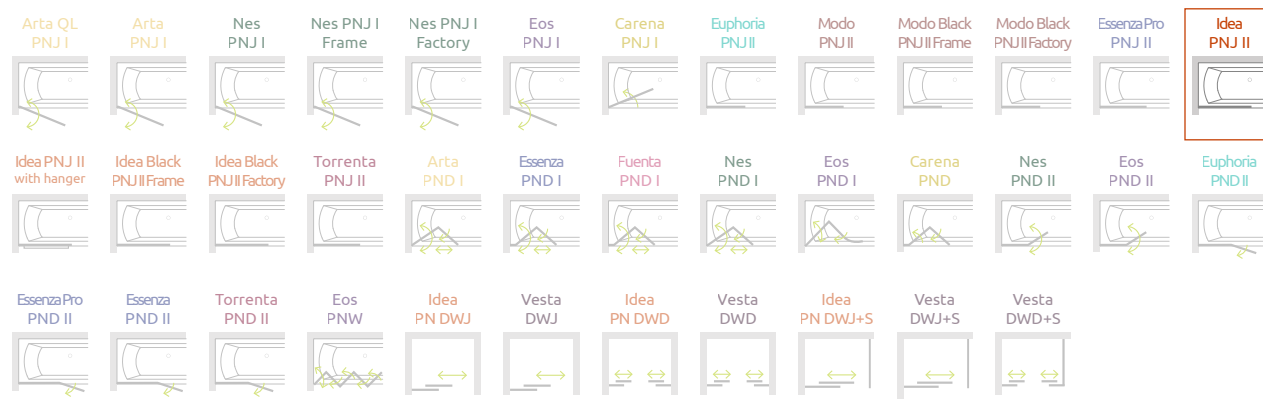 Arta QL
PNJ I
Arta
PNJ I
Nes
PNJ I
Nes PNJ I
Frame
Nes PNJ I
Factory
Eos
PNJ I
Carena
PNJ I
Euphoria
PNJ II
Modo
PNJ II
Modo Black
PNJ II Frame
Modo Black
PNJ II Factory
Essenza Pro
PNJ II
Idea
PNJ II
Idea PNJ II
with hanger
Idea Black
PNJ II Frame
Idea Black
PNJ II Factory
Torrenta
PNJ II
Arta
PND I
Essenza
PND I
Fuenta
PND I
Nes
PND I
Eos
PND I
Carena
PND
Nes
PND II
Eos
PND II
Euphoria
PND II
Essenza Pro
PND II
Essenza
PND II
Torrenta
PND II
Eos
PNW
Idea
PN DWJ
Vesta
DWJ
Idea
PN DWD
Vesta
DWD
Idea
PN DWJ+S
Vesta
DWJ+S
Vesta
DWD+S